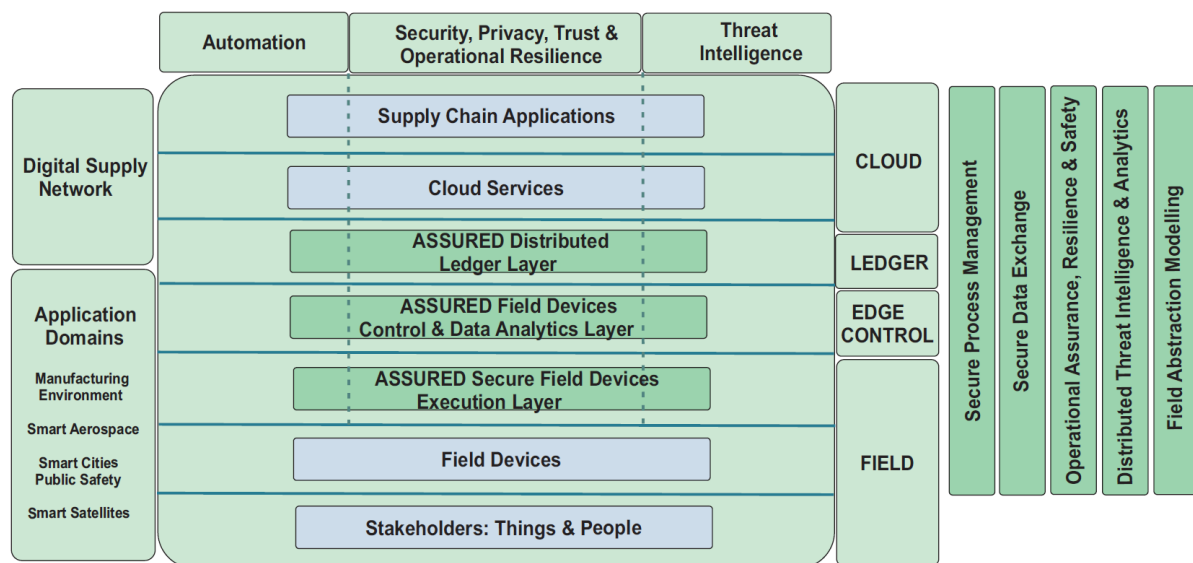 Automation
Security, Privacy, Trust &
Operational Resilience
Threat
Intelligence
Digital Supply
Network
Supply Chain Applications
Cloud Services
ASSURED Distributed
Ledger Layer
Application
Domains
Manufacturing
Environment
Smart Aerospace
Smart Cities
Public Safety
Smart Satellites
ASSURED Field Devices
Control & Data Analytics Layer
ASSURED Secure Field Devices
Execution Layer
Field Devices
Stakeholders: Things & People
CLOUD
LEDGER
EDGE
CONTROL
FIELD
Secure Process Management
Secure Data Exchange
Operational Assurance, Resilience & Safety
Distributed Threat Intelligence & Analytics
Field Abstraction Modelling